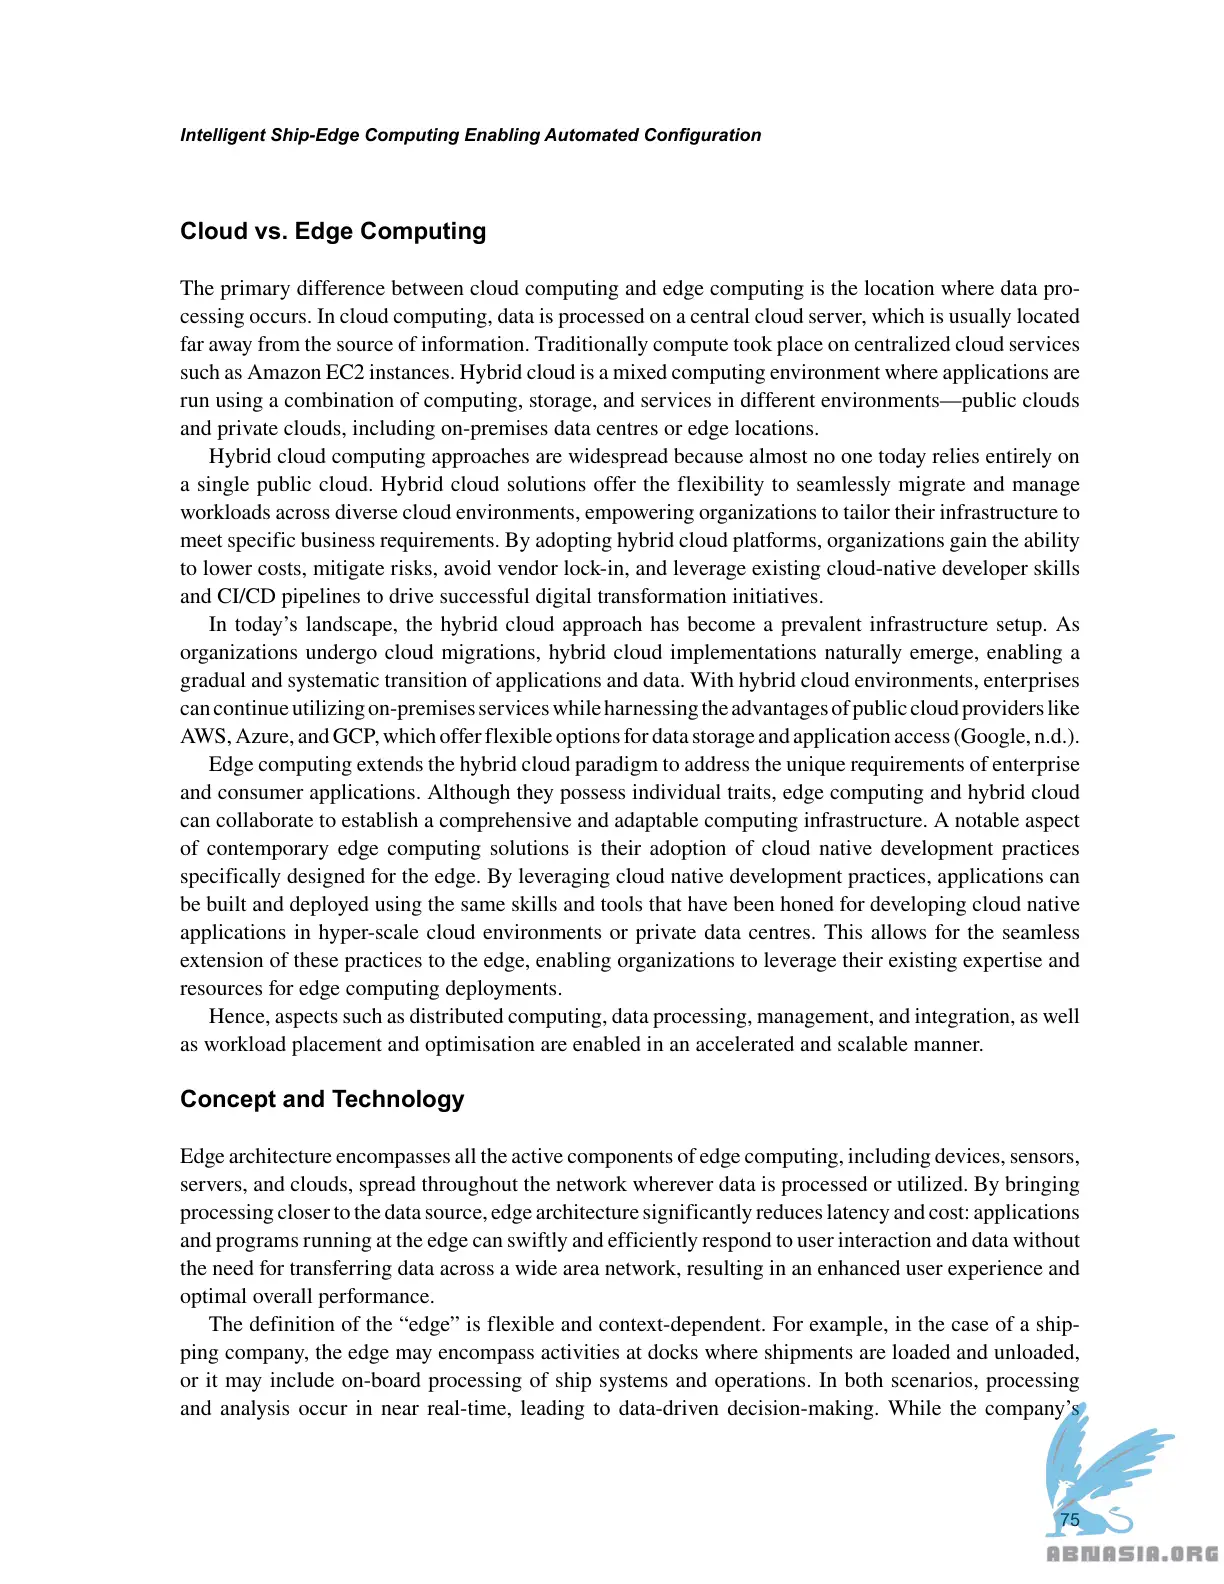 Intelligent Ship-Edge Computing Enabling Automated Configuration
Cloud vs. Edge Computing
The primary difference between cloud computing and edge computing is the location where data pro-
cessing occurs. In cloud computing, data is processed on a central cloud server, which is usually located
far away from the source of information. Traditionally compute took place on centralized cloud services
such as Amazon EC2 instances. Hybrid cloud is a mixed computing environment where applications are
run using a combination of computing, storage, and services in different environments—public clouds
and private clouds, including on-premises data centres or edge locations.
Hybrid cloud computing approaches are widespread because almost no one today relies entirely on
a single public cloud. Hybrid cloud solutions offer the flexibility to seamlessly migrate and manage
workloads across diverse cloud environments, empowering organizations to tailor their infrastructure to
meet specific business requirements. By adopting hybrid cloud platforms, organizations gain the ability
to lower costs, mitigate risks, avoid vendor lock-in, and leverage existing cloud-native developer skills
and CI/CD pipelines to drive successful digital transformation initiatives.
In today’s landscape, the hybrid cloud approach has become a prevalent infrastructure setup. As
organizations undergo cloud migrations, hybrid cloud implementations naturally emerge, enabling a
gradual and systematic transition of applications and data. With hybrid cloud environments, enterprises
can continue utilizing on-premises services while harnessing the advantages of public cloud providers like
AWS, Azure, and GCP, which offer flexible options for data storage and application access (Google, n.d.).
Edge computing extends the hybrid cloud paradigm to address the unique requirements of enterprise
and consumer applications. Although they possess individual traits, edge computing and hybrid cloud
can collaborate to establish a comprehensive and adaptable computing infrastructure. A notable aspect
of contemporary edge computing solutions is their adoption of cloud native development practices
specifically designed for the edge. By leveraging cloud native development practices, applications can
be built and deployed using the same skills and tools that have been honed for developing cloud native
applications in hyper-scale cloud environments or private data centres. This allows for the seamless
extension of these practices to the edge, enabling organizations to leverage their existing expertise and
resources for edge computing deployments.
Hence, aspects such as distributed computing, data processing, management, and integration, as well
as workload placement and optimisation are enabled in an accelerated and scalable manner.
Concept and Technology
Edge architecture encompasses all the active components of edge computing, including devices, sensors,
servers, and clouds, spread throughout the network wherever data is processed or utilized. By bringing
processing closer to the data source, edge architecture significantly reduces latency and cost: applications
and programs running at the edge can swiftly and efficiently respond to user interaction and data without
the need for transferring data across a wide area network, resulting in an enhanced user experience and
optimal overall performance.
The definition of the “edge” is flexible and context-dependent. For example, in the case of a ship-
ping company, the edge may encompass activities at docks where shipments are loaded and unloaded,
or it may include on-board processing of ship systems and operations. In both scenarios, processing
and analysis occur in near real-time, leading to data-driven decision-making. While the company’s
75
ABNASIA.ORG